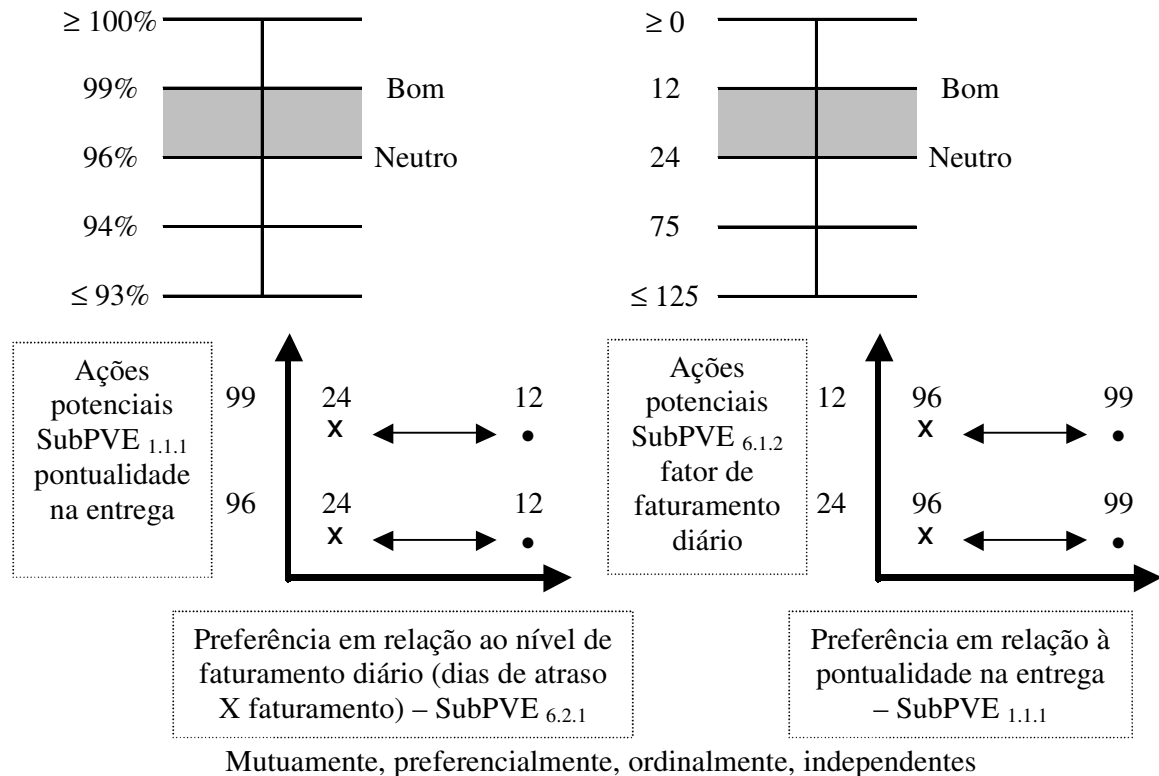 ≥ 100%
99% Bom
96% Neutro
94%
≤ 93%
≥ 0
12 Bom
24 Neutro
75
≤ 125
Ações
potenciais
SubPVE 1.1.1
pontualidade
na entrega
99 24 12
X •
96 24 12
X •
Preferência em relação ao nível de
faturamento diário (dias de atraso
X faturamento) – SubPVE 6.2.1
Ações
potenciais
SubPVE 6.1.2
fator de
faturamento
diário
12 96 99
X •
24 96 99
X •
Preferência em relação à
pontualidade na entrega
– SubPVE 1.1.1
Mutuamente, preferencialmente, ordinalmente, independentes